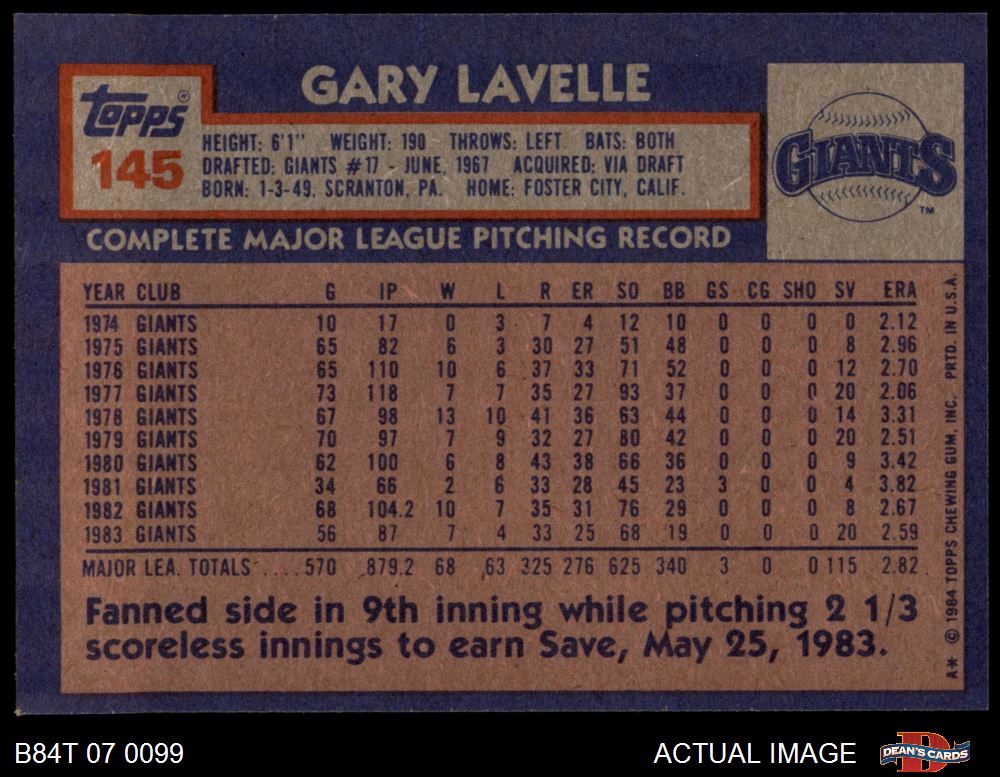 GARY LAVELLE
Topps®
145
HEIGHT: 6'1" WEIGHT: 190 THROWS: LEFT BATS: BOTH
DRAFTED: GIANTS #17 - JUNE, 1967 ACQUIRED: VIA DRAFT
BORN: 1-3-49, SCRANTON, PA. HOME: FOSTER CITY, CALIF.
GIANTS
TM
COMPLETE MAJOR LEAGUE PITCHING RECORD
YEAR CLUB G IP W L R ER SO BB GS CG SHO SV ERA
1974 GIANTS 10 17 0 3 7 4 12 10 0 0 0 0 2.12
1975 GIANTS 65 82 6 3 30 27 51 48 0 0 0 8 2.96
1976 GIANTS 65 110 10 6 37 33 71 52 0 0 0 12 2.70
1977 GIANTS 73 118 7 7 35 27 93 37 0 0 0 20 2.06
1978 GIANTS 67 98 13 10 41 36 63 44 0 0 0 14 3.31
1979 GIANTS 70 97 7 9 32 27 80 42 0 0 0 20 2.51
1980 GIANTS 62 100 6 8 43 38 66 36 0 0 0 9 3.42
1981 GIANTS 34 66 2 6 33 28 45 23 3 0 0 4 3.82
1982 GIANTS 68 104.2 10 7 35 31 76 29 0 0 0 8 2.67
1983 GIANTS 56 87 7 4 33 25 68 19 0 0 0 20 2.59
MAJOR LEA. TOTALS ....570 879.2 68 63 325 276 625 340 3 0 0 115 2.82
Fanned side in 9th inning while pitching 2 1/3
scoreless innings to earn Save, May 25, 1983.
A* © 1984 TOPPS CHEWING GUM, INC. PRTD. IN U.S.A.
B84T 07 0099
ACTUAL IMAGE
D
DEAN'S CARDS